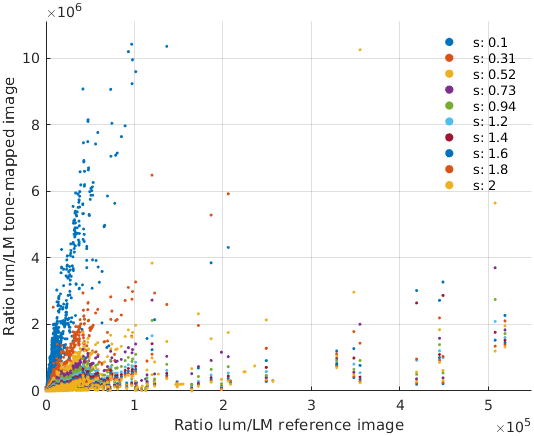 ×10⁶
10
8
6
4
2
0
0
1
2
3
4
5
×10⁵
Ratio lum/LM tone-mapped image
Ratio lum/LM reference image
s: 0.1
s: 0.31
s: 0.52
s: 0.73
s: 0.94
s: 1.2
s: 1.4
s: 1.6
s: 1.8
s: 2